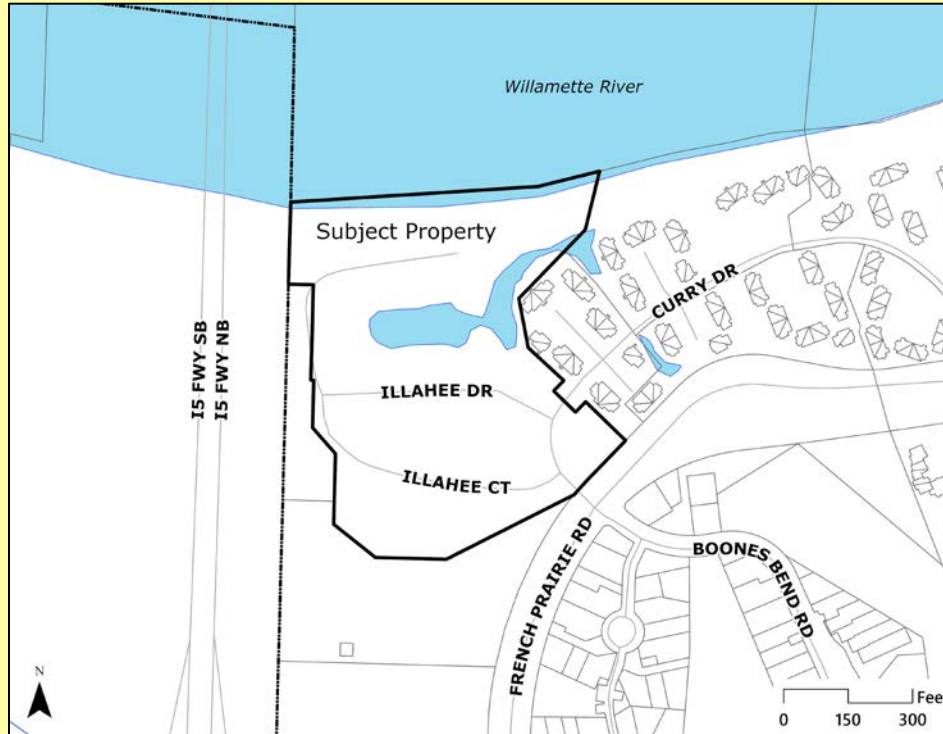 Willamette River
Subject Property
CURRY DR
I5 FWY SB
I5 FWY NB
ILLAHEE DR
ILLAHEE CT
FRENCH PRAIRIE RD
BOONES BEND RD
N
Fee
0 150 300